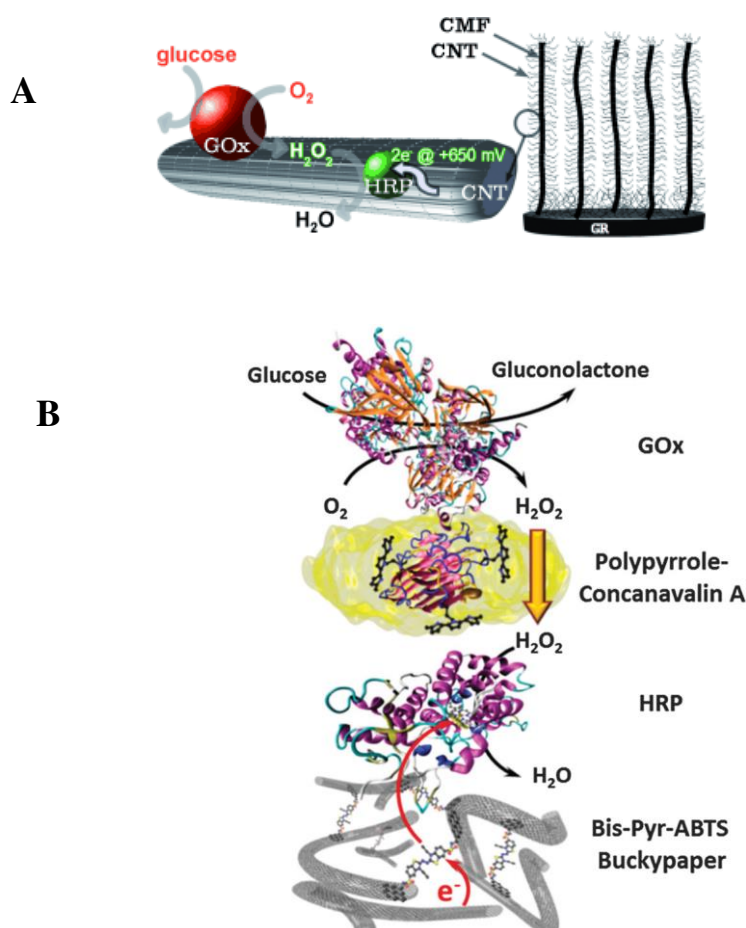 A
glucose
O₂
GOx
H₂O₂
2e⁻ @ +650 mV
HRP
CNT
H₂O
CMF
CNT
GR
B
Glucose
Gluconolactone
GOx
O₂
H₂O₂
Polypyrrole-
Concanavalin A
H₂O₂
HRP
H₂O
Bis-Pyr-ABTS
Buckypaper
e⁻